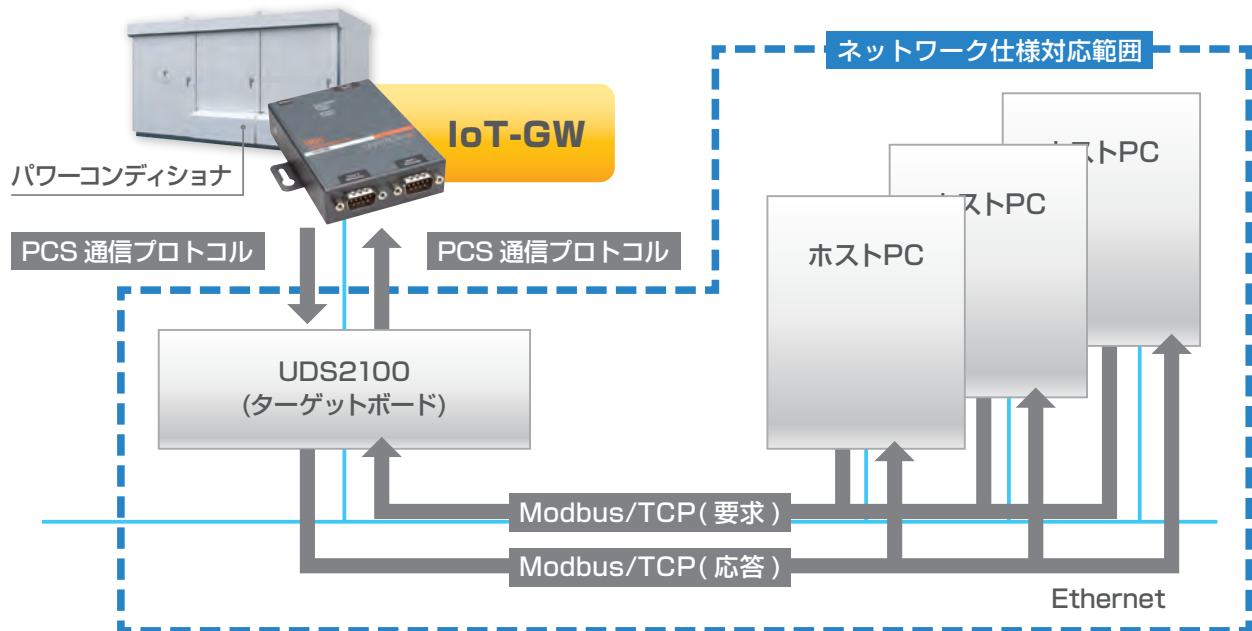 ネットワーク仕様対応範囲
IoT-GW
パワーコンディショナ
PCS 通信プロトコル
PCS 通信プロトコル
ホストPC
ストPC
ストPC
UDS2100
(ターゲットボード)
Modbus/TCP( 要求 )
Modbus/TCP( 応答 )
Ethernet